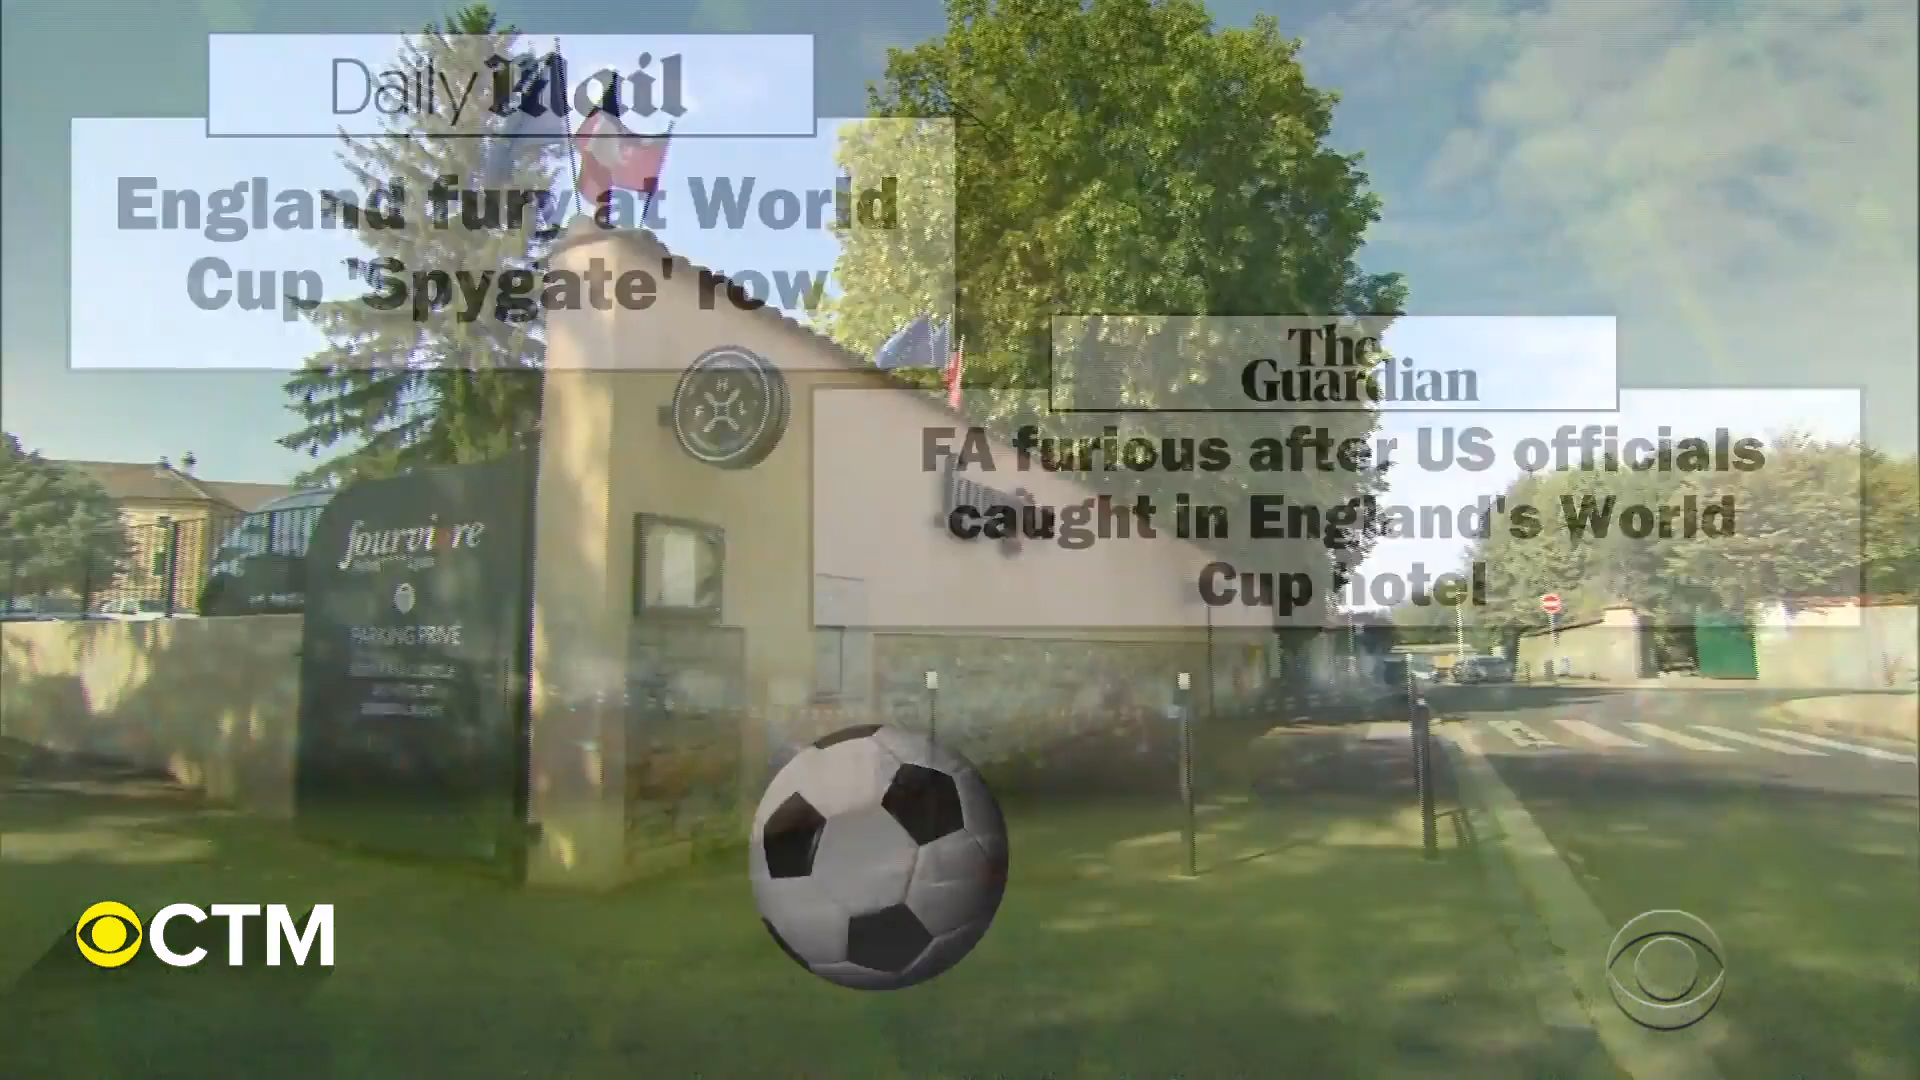 Daily Mail
England fury at World
Cup 'Spygate' row
The
Guardian
FA furious after US officials
caught in England's World
Cup hotel
H
F L
fourvière
PARKING PRIVÉ
CTM